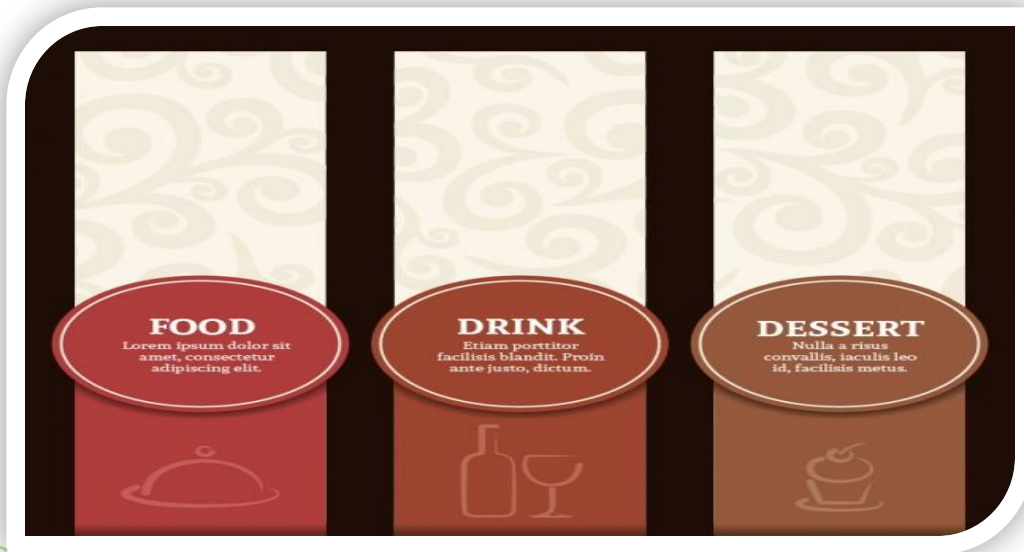 FOOD
Lorem ipsum dolor sit
amet, consectetur
adipiscing elit.
DRINK
Etiam porttitor
facilisis blandit. Proin
ante justo, dictum.
DESSERT
Nulla a risus
convallis, iaculis leo
id, facilisis metus.